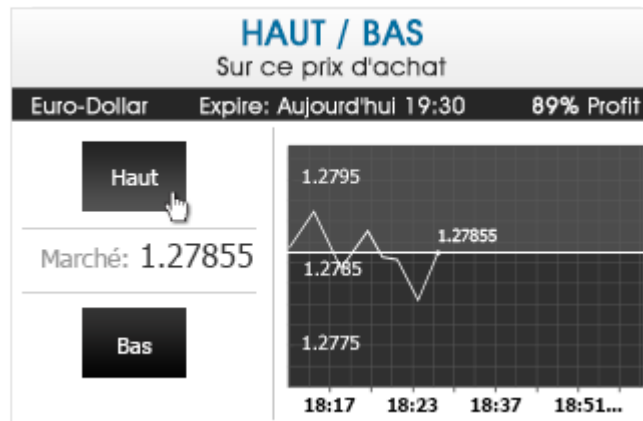 HAUT / BAS
Sur ce prix d'achat
Euro-Dollar Expire: Aujourd'hui 19:30 89% Profit
Haut
Marché: 1.27855
Bas
1.2795
1.27855
1.2785
1.2775
18:17 18:23 18:37 18:51...